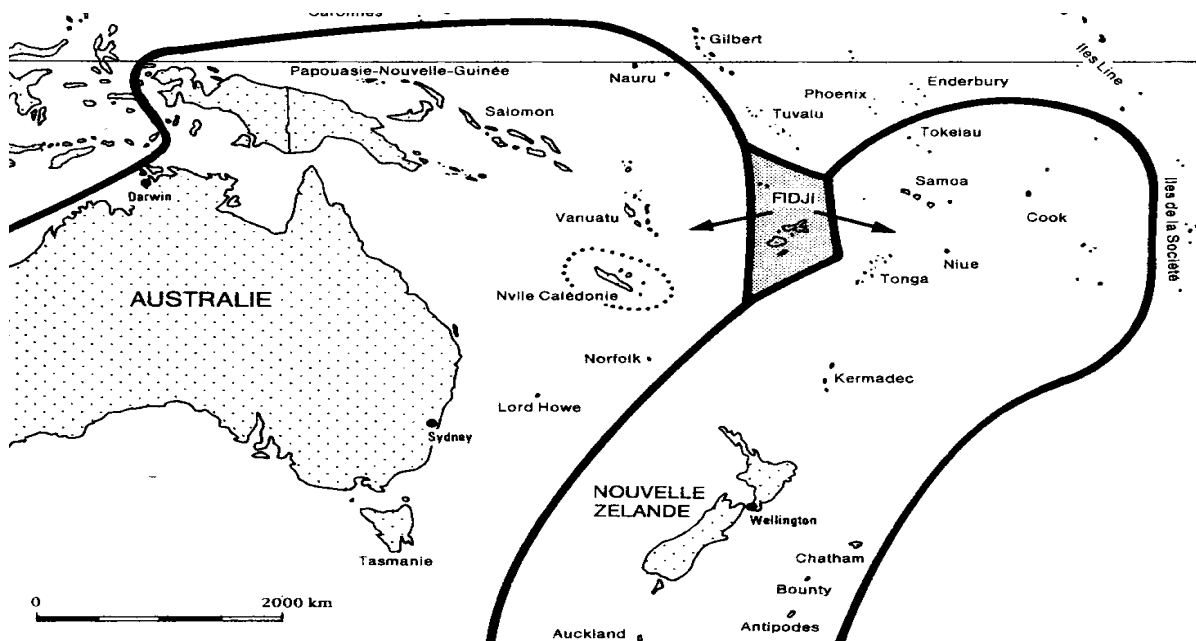 Gilbert
Iles Line
Nauru
Papouasie-Nouvelle-Guinée
Enderbury
Phoenix
Tuvalu
Salomon
Tokelau
Darwin
FIDJI
Samoa
Vanuatu
Cook
Iles de la Société
Niue
Tonga
AUSTRALIE
Nvlle Calédonie
Norfolk
Kermadec
Lord Howe
Sydney
NOUVELLE
ZELANDE
Wellington
Chatham
Tasmanie
Bounty
0
2000 km
Antipodes
Auckland